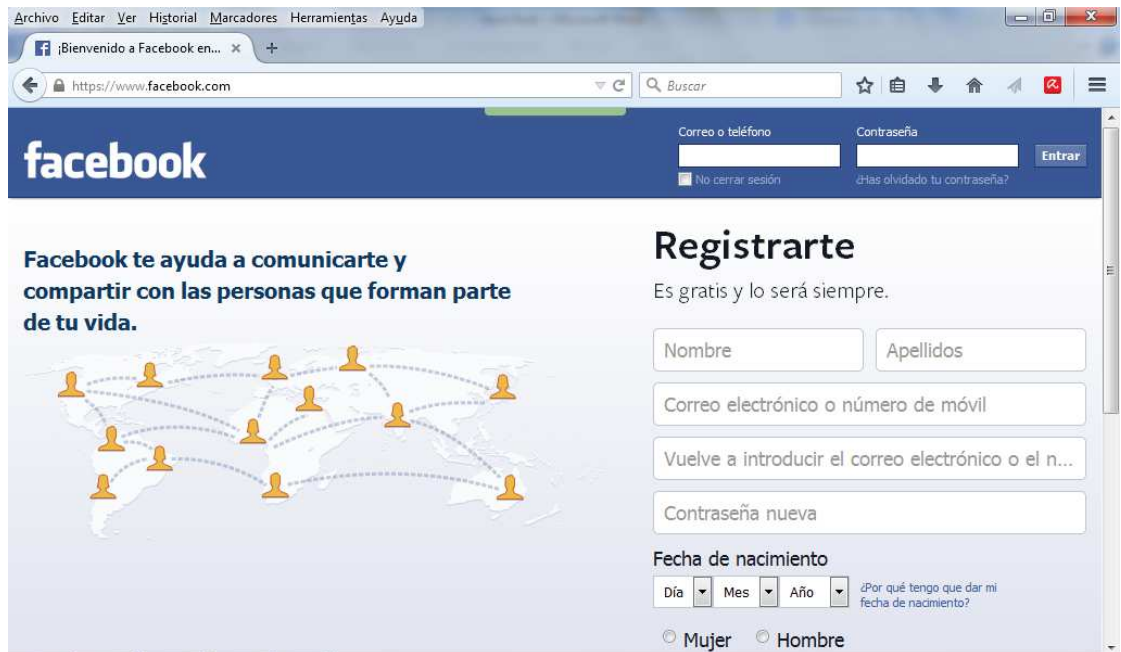 Archivo Editar Ver Historial Marcadores Herramientas Ayuda
¡Bienvenido a Facebook en...
https://www.facebook.com
Buscar
facebook
Correo o teléfono
Contraseña
Entrar
No cerrar sesión
¿Has olvidado tu contraseña?
Facebook te ayuda a comunicarte y
compartir con las personas que forman parte
de tu vida.
Registrarte
Es gratis y lo será siempre.
Nombre
Apellidos
Correo electrónico o número de móvil
Vuelve a introducir el correo electrónico o el n...
Contraseña nueva
Fecha de nacimiento
Día Mes Año
¿Por qué tengo que dar mi
fecha de nacimiento?
Mujer Hombre